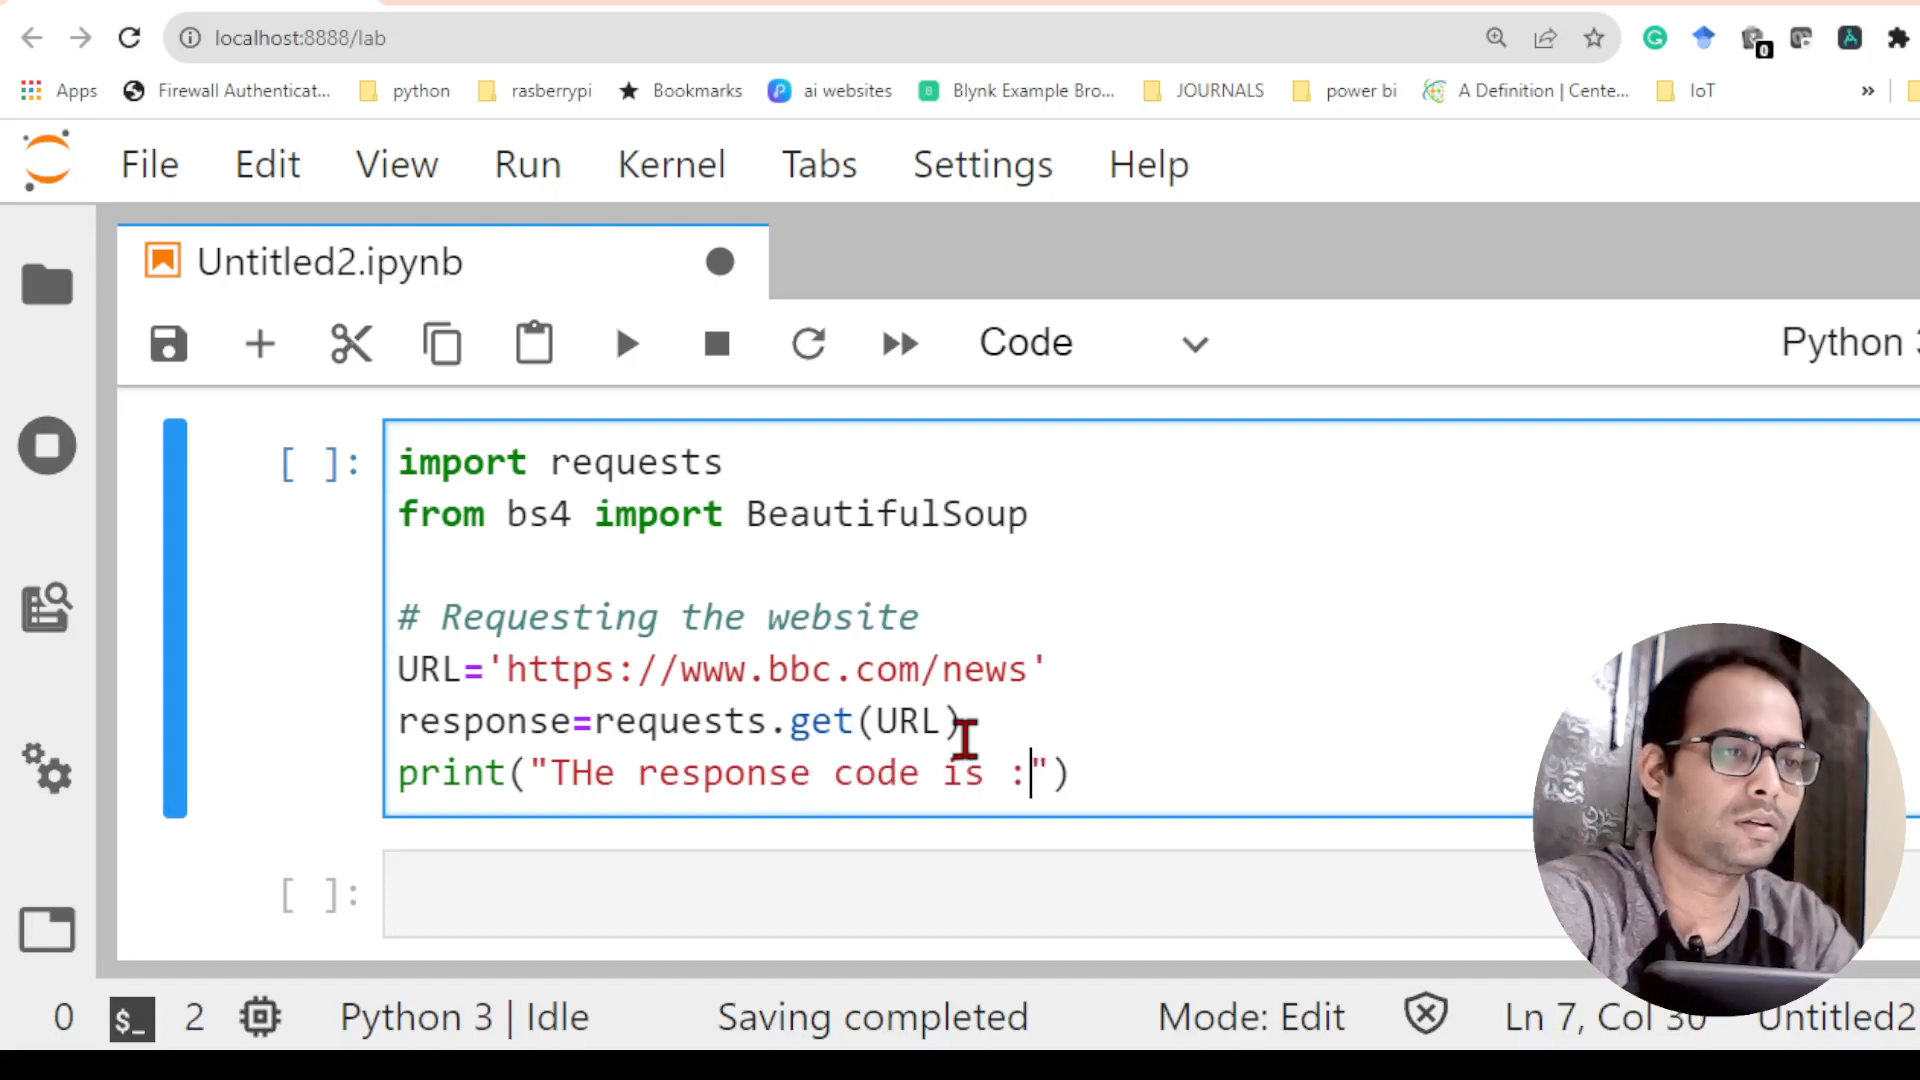 localhost:8888/lab
0
Apps Firewall Authenticat... python rasberrypi Bookmarks ai websites Blynk Example Bro... JOURNALS power bi A Definition | Cente... IoT »
File Edit View Run Kernel Tabs Settings Help
Untitled2.ipynb
Code Python 3
[ ]: import requests
from bs4 import BeautifulSoup
# Requesting the website
URL='https://www.bbc.com/news'
response=requests.get(URL)
print("THe response code is :")
[ ]:
0 $_ 2 Python 3 | Idle Saving completed Mode: Edit Ln 7, Col 30 Untitled2